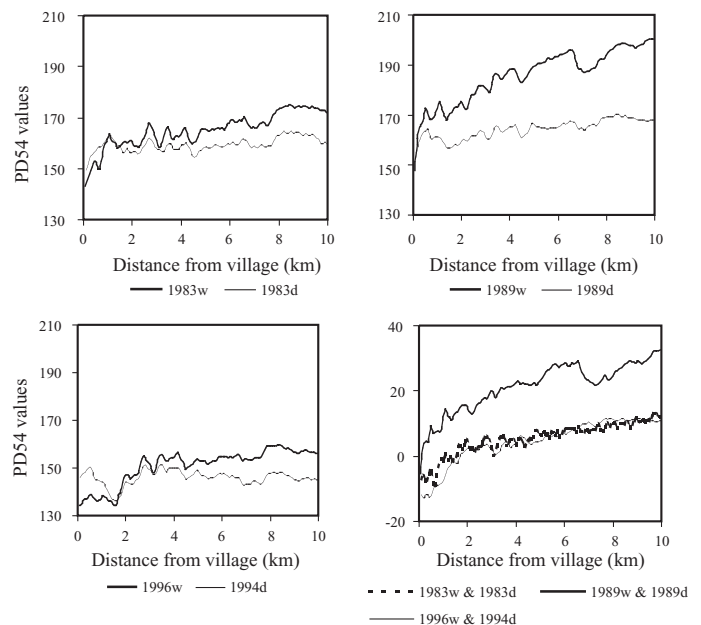 210
190
170
150
130
PD54 values
0 2 4 6 8 10
Distance from village (km)
1983w 1983d
210
190
170
150
130
0 2 4 6 8 10
Distance from village (km)
1989w 1989d
210
190
170
150
130
PD54 values
0 2 4 6 8 10
Distance from village (km)
1996w 1994d
40
20
0
-20
0 2 4 6 8 10
Distance from village (km)
1983w & 1983d 1989w & 1989d
1996w & 1994d